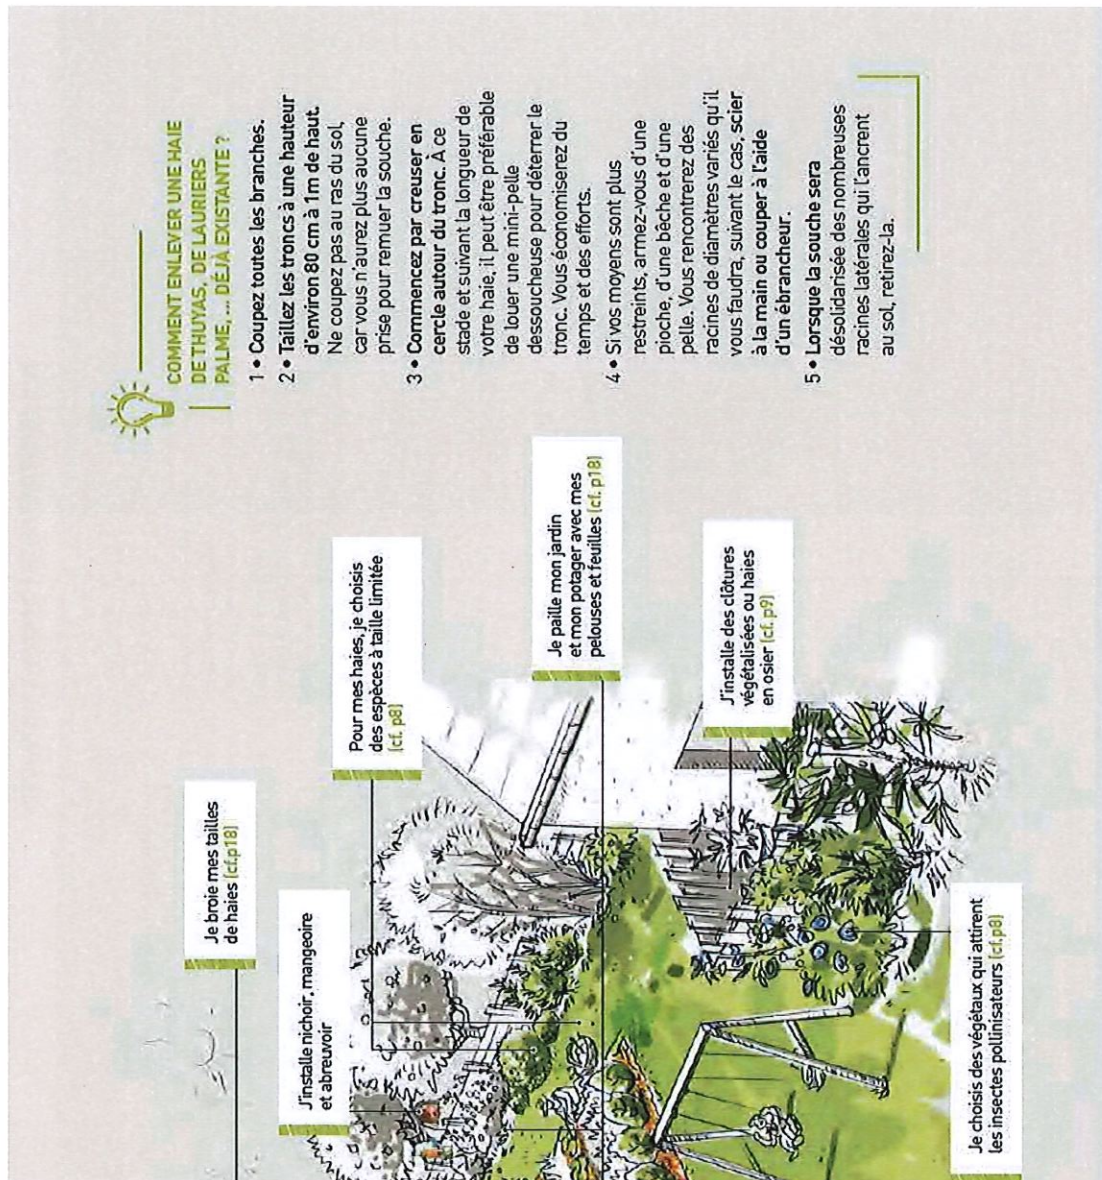 COMMENT ENLEVER UNE HAIE
DE THUYAS, DE LAURIERS
PALME, ... DÉJÀ EXISTANTE ?
1 • Coupez toutes les branches.
2 • Taillez les troncs à une hauteur
d'environ 80 cm à 1m de haut.
Ne coupez pas au ras du sol,
car vous n'aurez plus aucune
prise pour remuer la souche.
3 • Commencez par creuser en
cercle autour du tronc. À ce
stade et suivant la longueur de
votre haie, il peut être préférable
de louer une mini-pelle
dessoucheuse pour déterrer le
tronc. Vous économiserez du
temps et des efforts.
4 • Si vos moyens sont plus
restreints, armez-vous d'une
pioche, d'une bêche et d'une
pelle. Vous rencontrerez des
racines de diamètres variés qu'il
vous faudra, suivant le cas, scier
à la main ou couper à l'aide
d'un ébrancheur.
5 • Lorsque la souche sera
désolidarisée des nombreuses
racines latérales qui l'ancrent
au sol, retirez-la.
Je broie mes tailles
de haies (cf.p18)
J'installe nichoir, mangeoire
et abreuvoir
Pour mes haies, je choisis
des espèces à taille limitée
(cf. p8)
Je paille mon jardin
et mon potager avec mes
pelouses et feuilles (cf. p18)
J'installe des clôtures
végétalisées ou haies
en osier (cf. p9)
Je choisis des végétaux qui attirent
les insectes pollinisateurs (cf.p8)